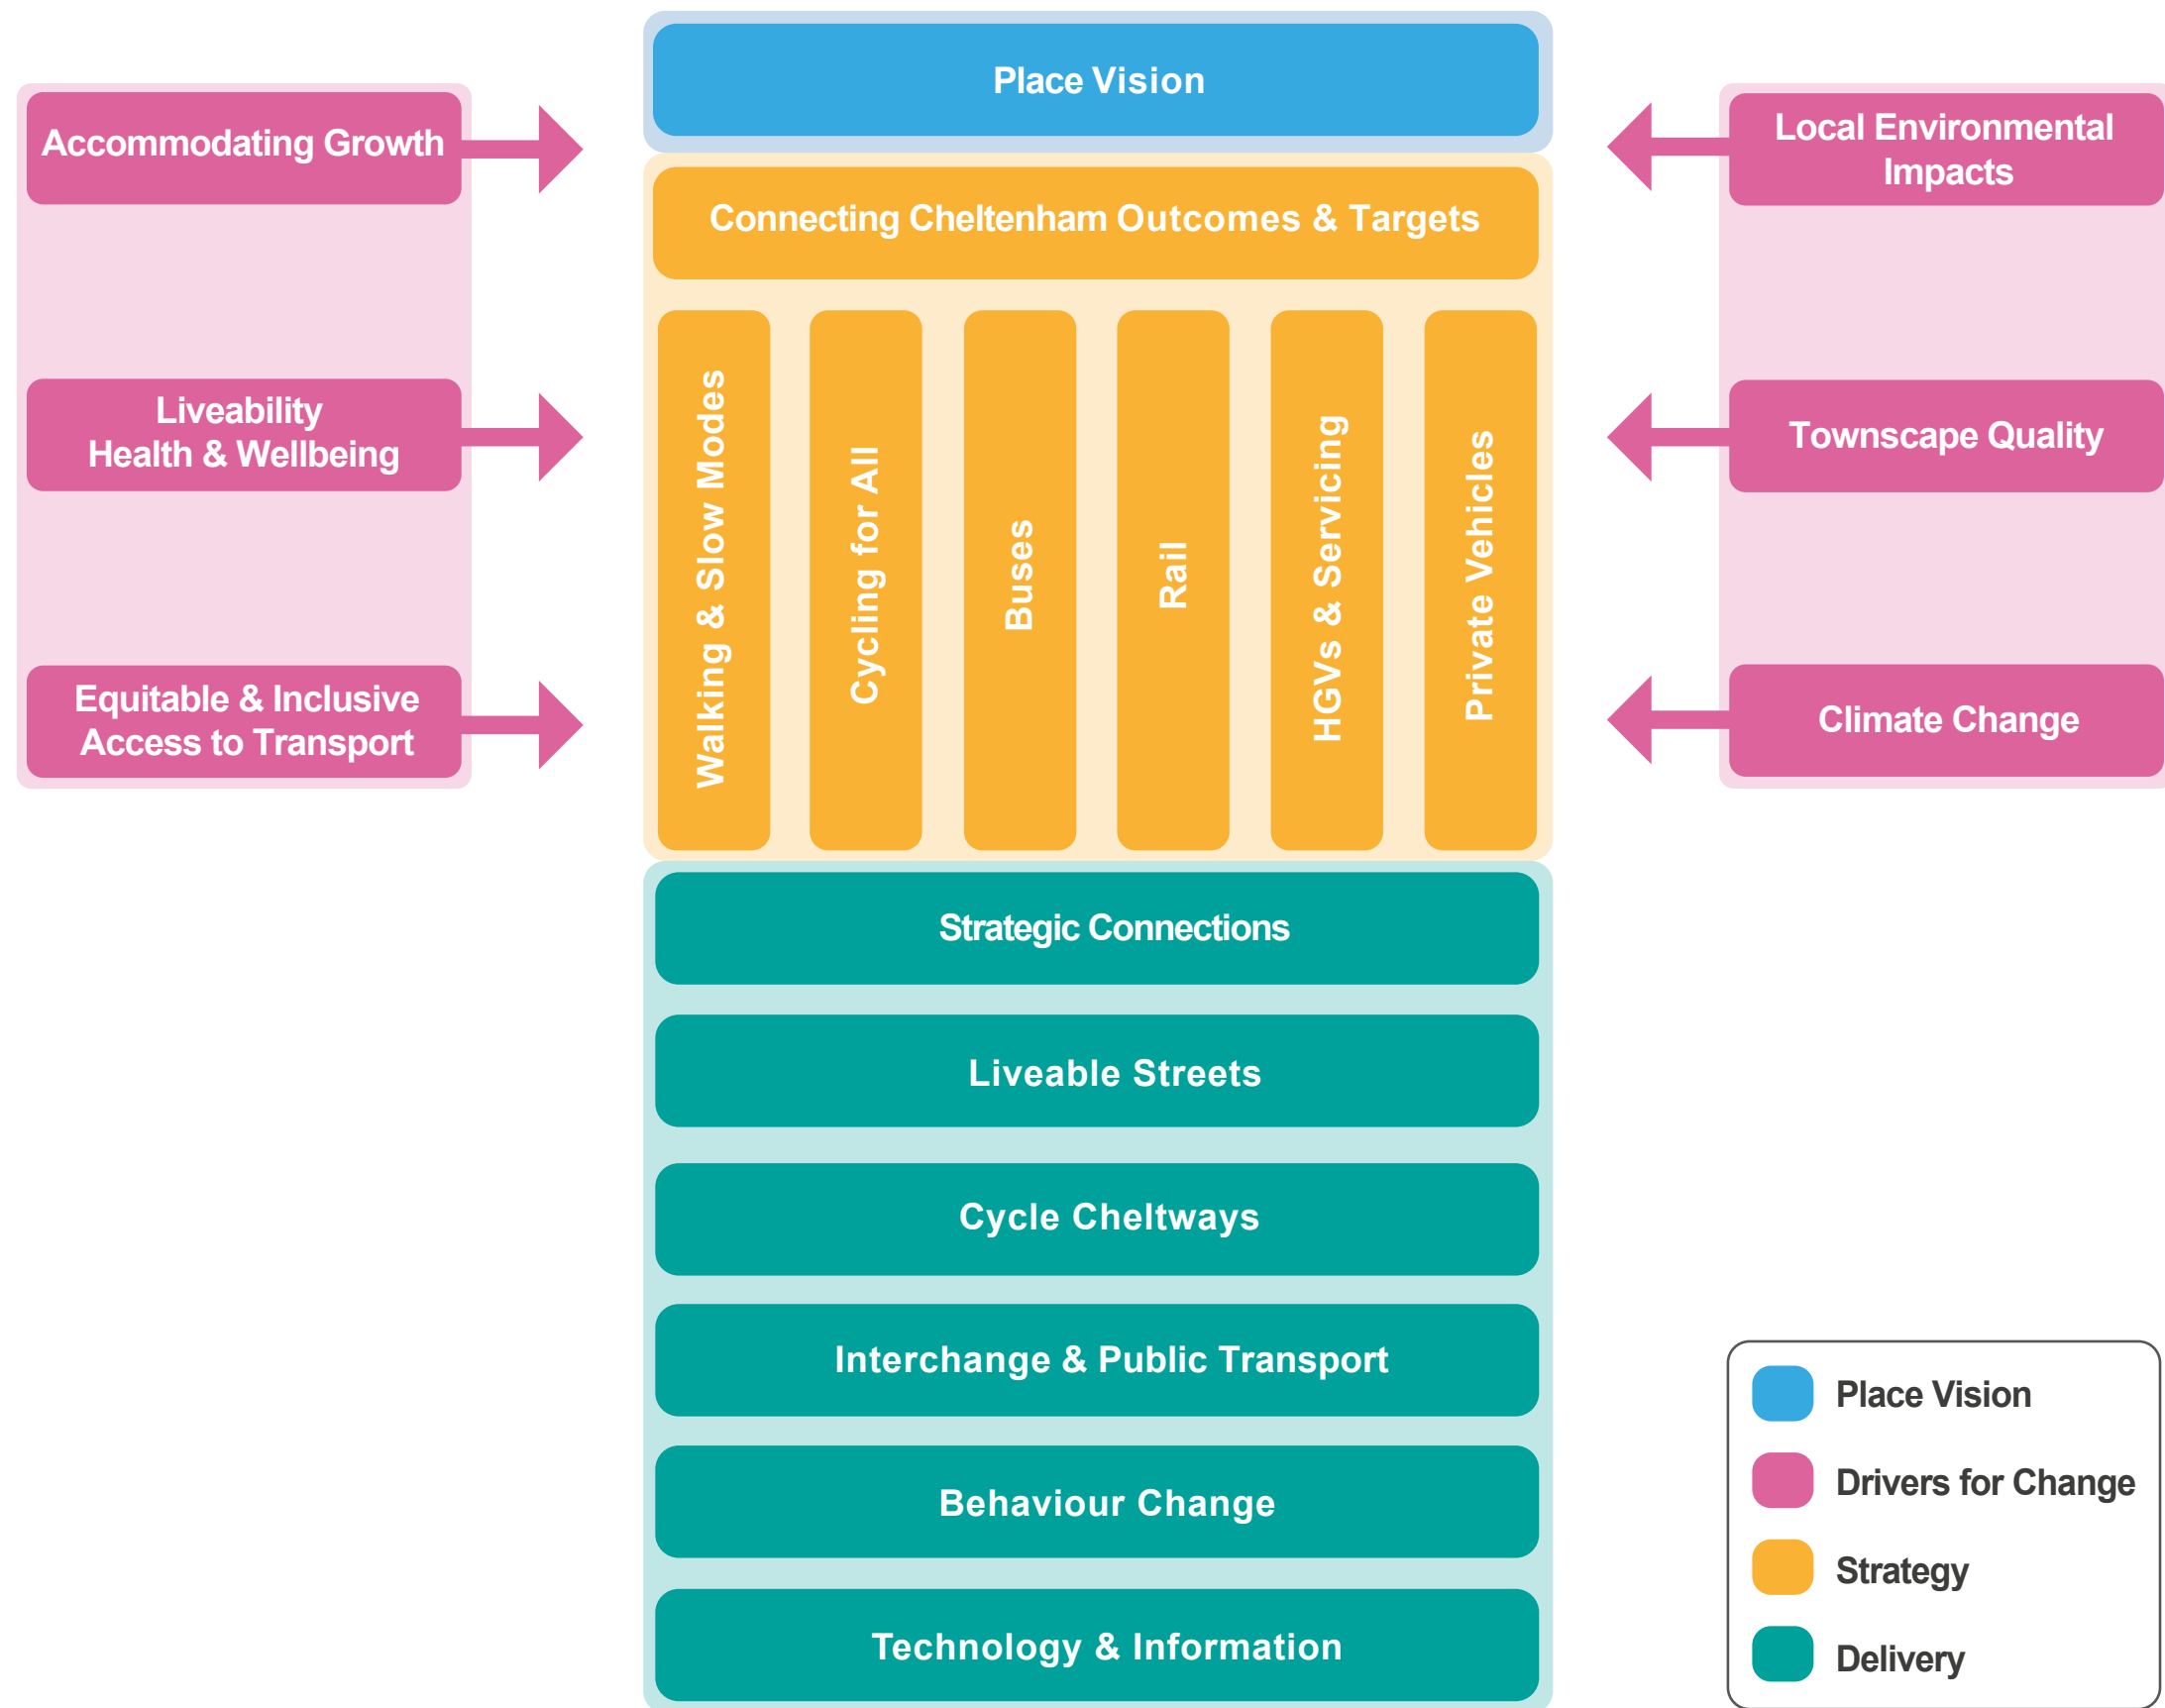 Place Vision
Accommodating Growth
Local Environmental
Impacts
Connecting Cheltenham Outcomes & Targets
Liveability
Health & Wellbeing
Townscape Quality
Equitable & Inclusive
Access to Transport
Climate Change
Walking & Slow Modes
Cycling for All
Buses
Rail
HGVs & Servicing
Private Vehicles
Strategic Connections
Liveable Streets
Cycle Cheltways
Interchange & Public Transport
Behaviour Change
Technology & Information
Place Vision
Drivers for Change
Strategy
Delivery